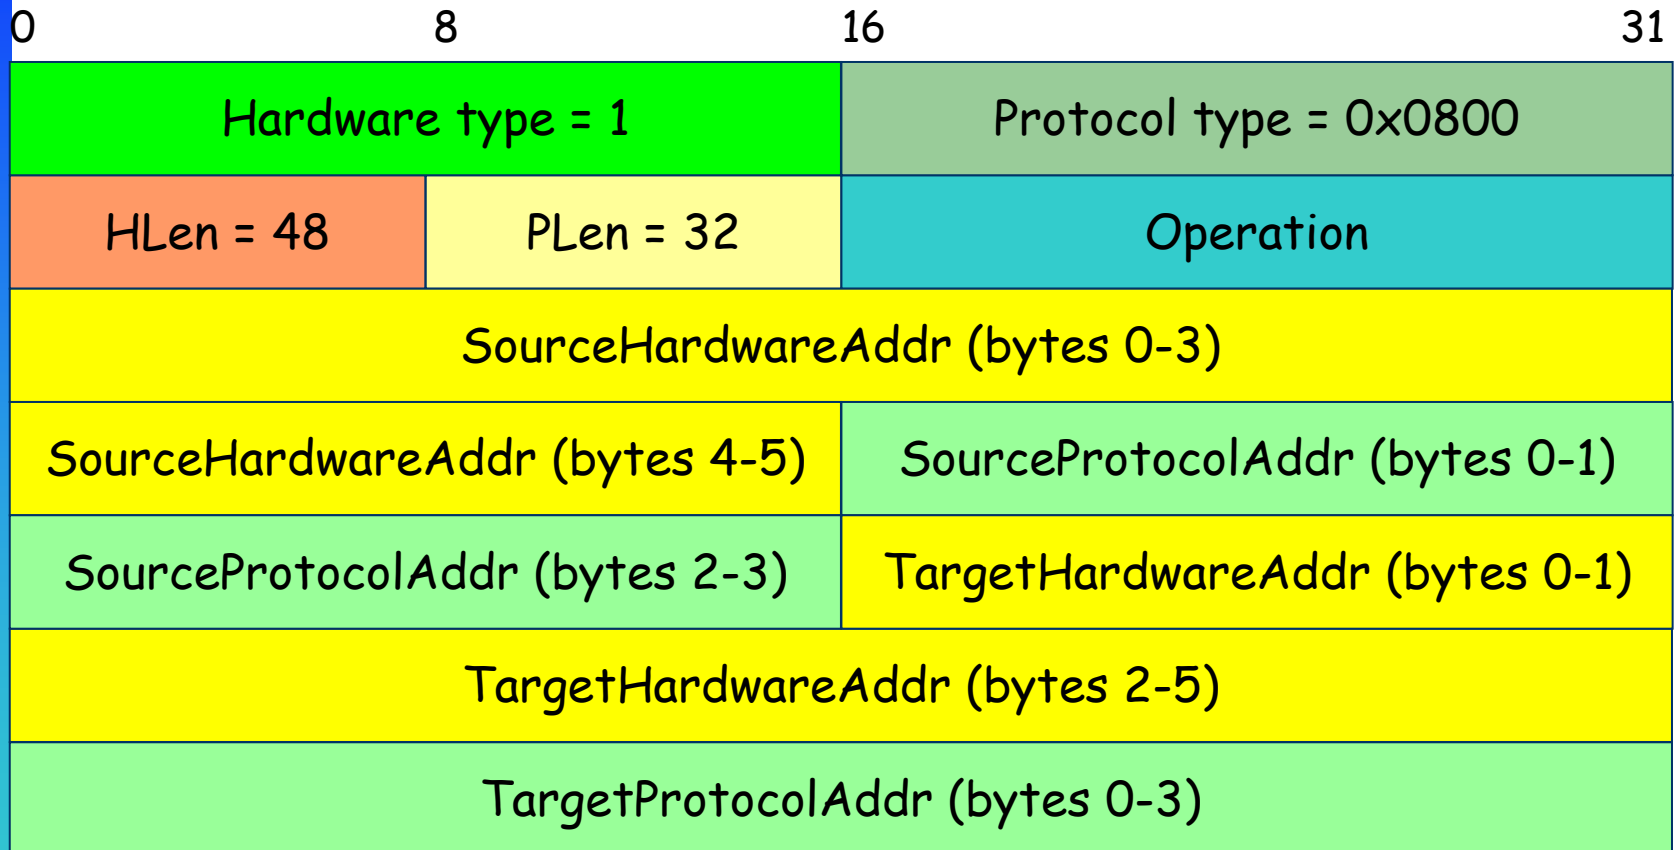 0 8 16 31
Hardware type = 1 Protocol type = 0x0800
HLen = 48 PLen = 32 Operation
SourceHardwareAddr (bytes 0-3)
SourceHardwareAddr (bytes 4-5) SourceProtocolAddr (bytes 0-1)
SourceProtocolAddr (bytes 2-3) TargetHardwareAddr (bytes 0-1)
TargetHardwareAddr (bytes 2-5)
TargetProtocolAddr (bytes 0-3)